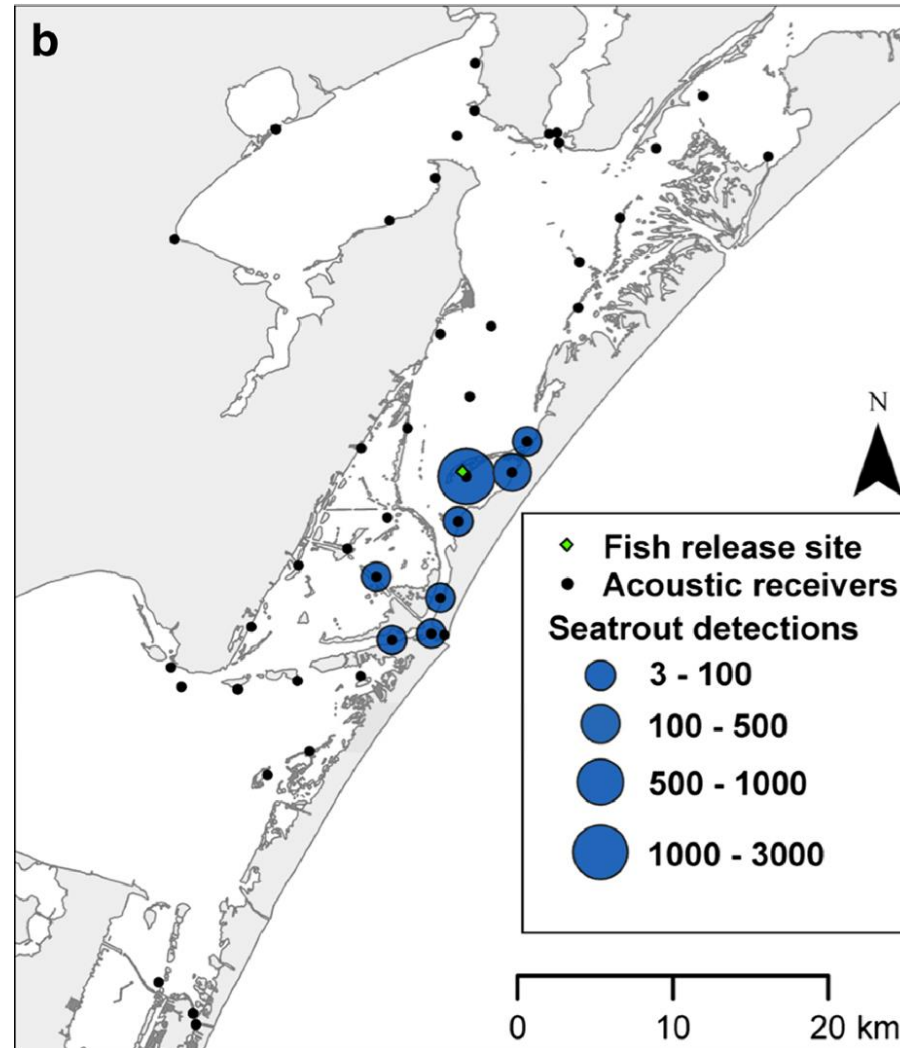 b
N
Fish release site
Acoustic receivers
Seatrout detections
3 - 100
100 - 500
500 - 1000
1000 - 3000
0 10 20 km